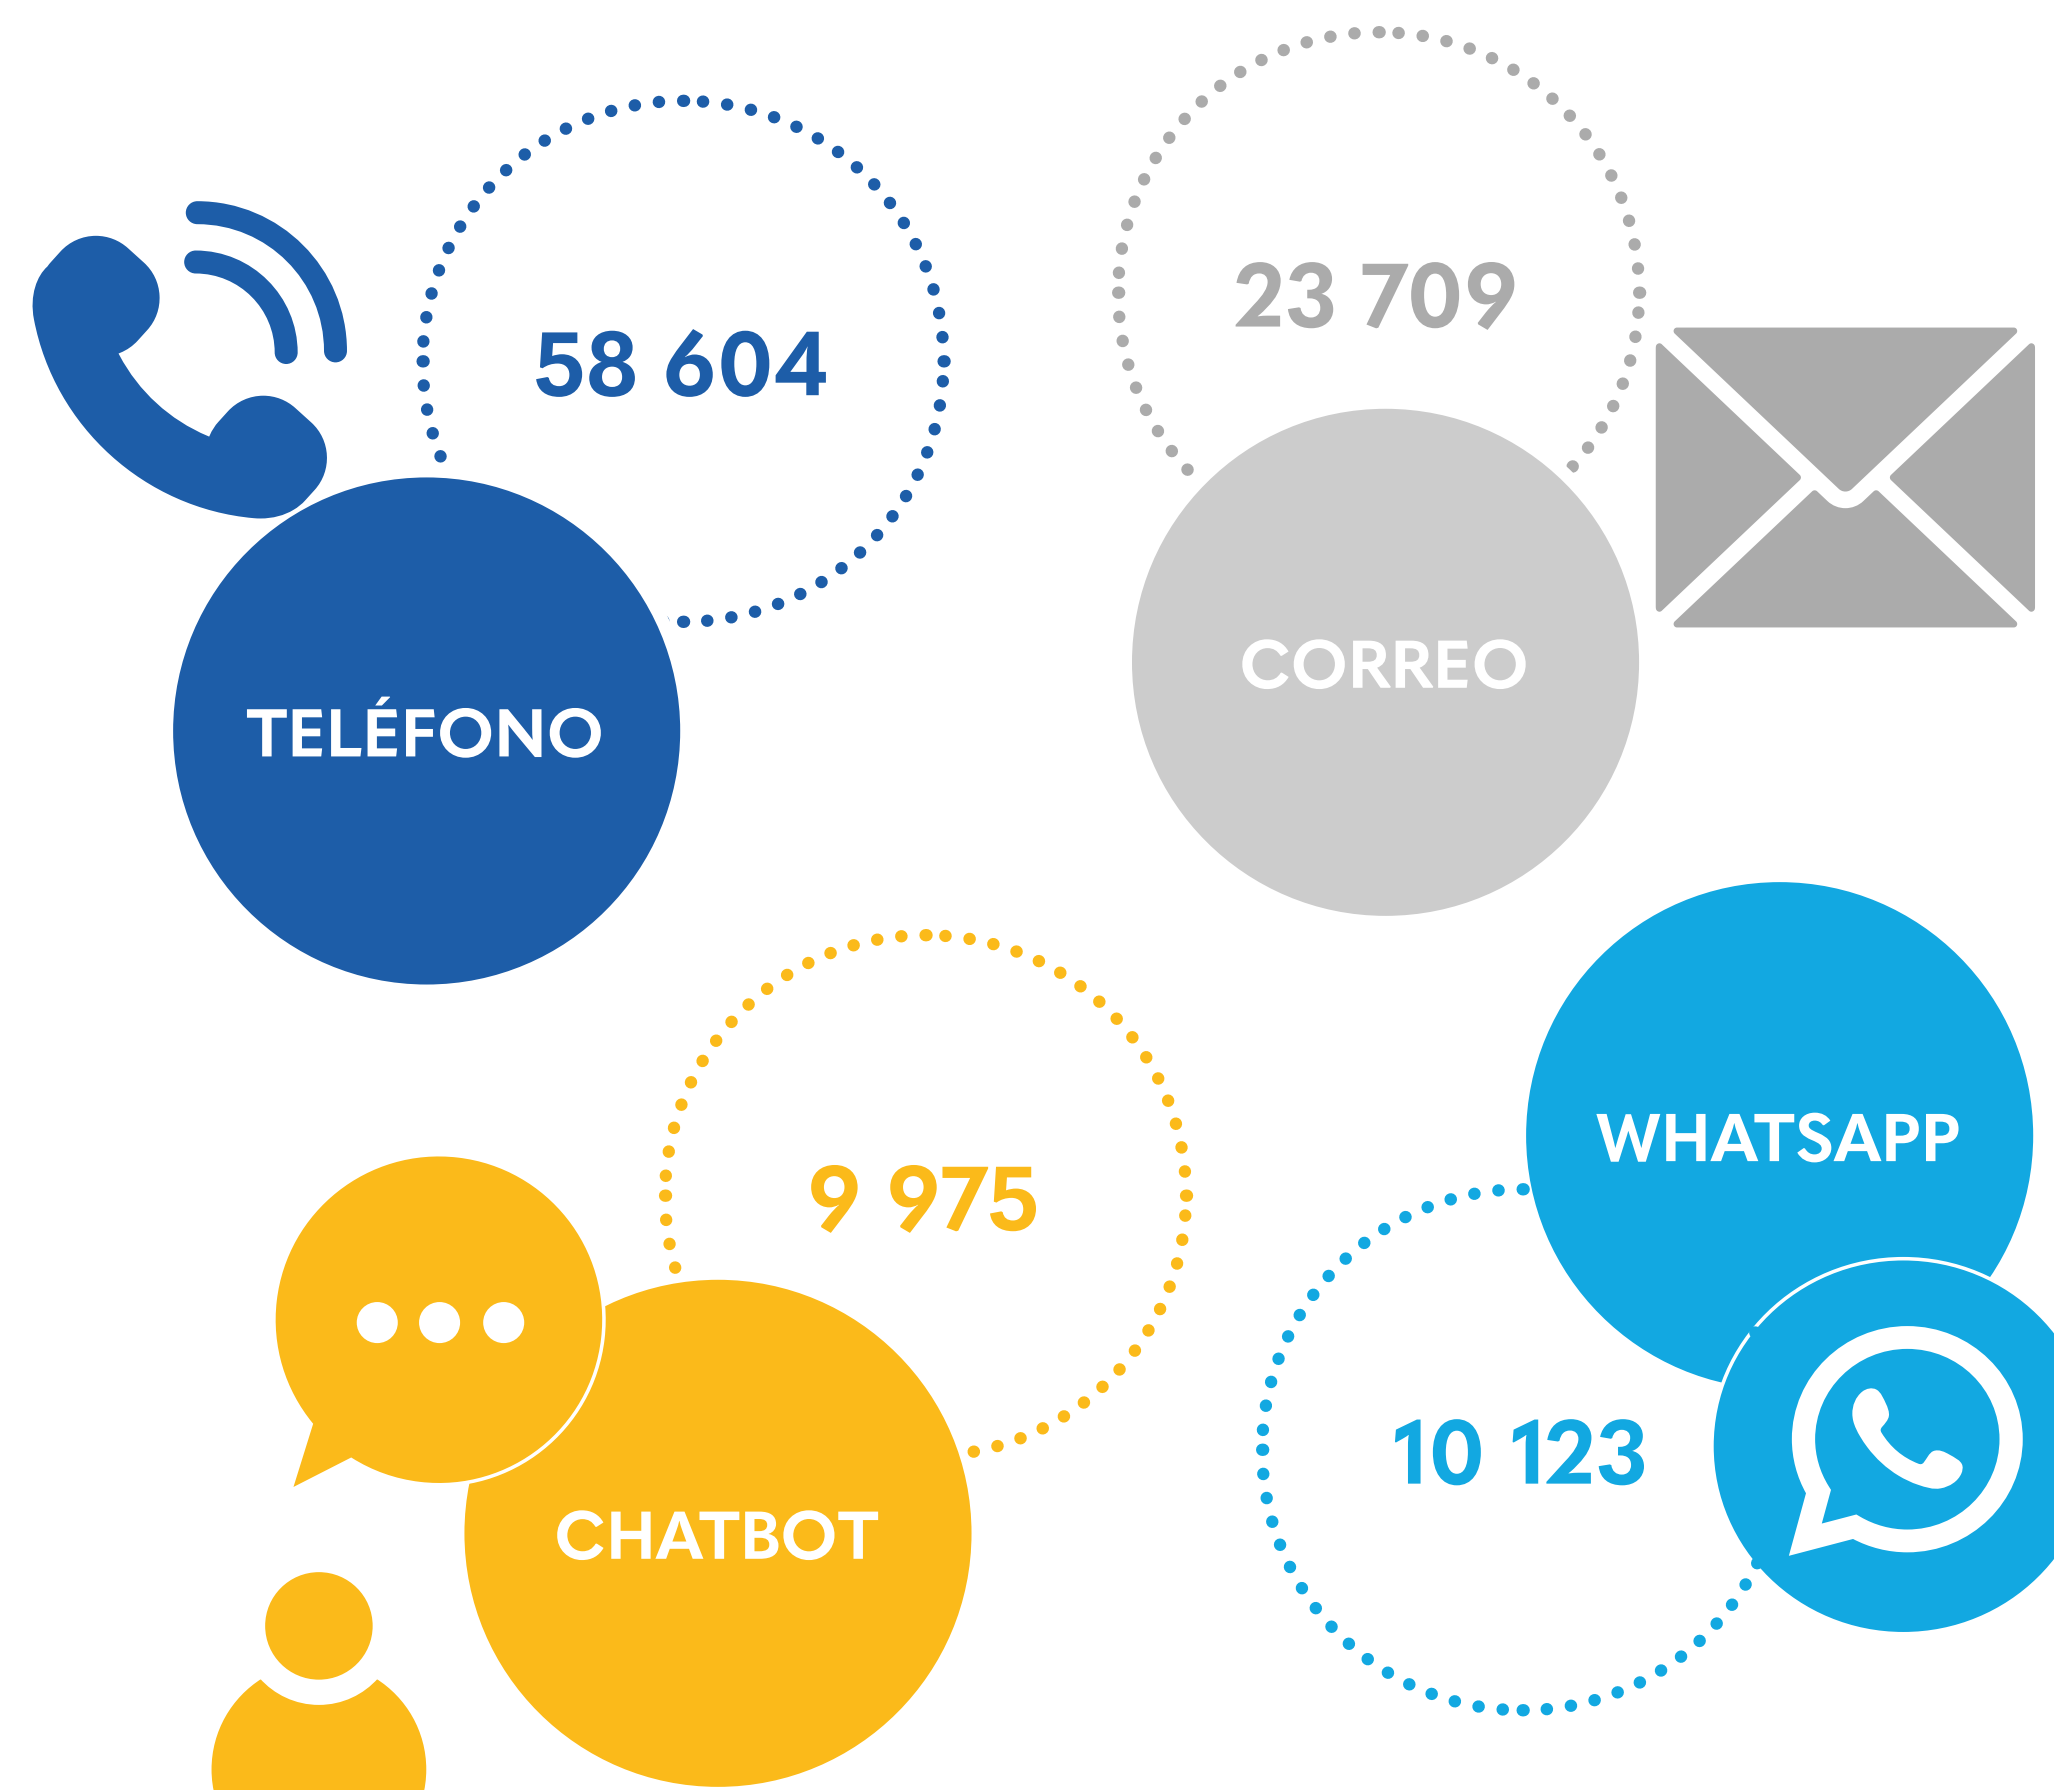 58 604
TELÉFONO
23 709
CORREO
9 975
CHATBOT
WHATSAPP
10 123